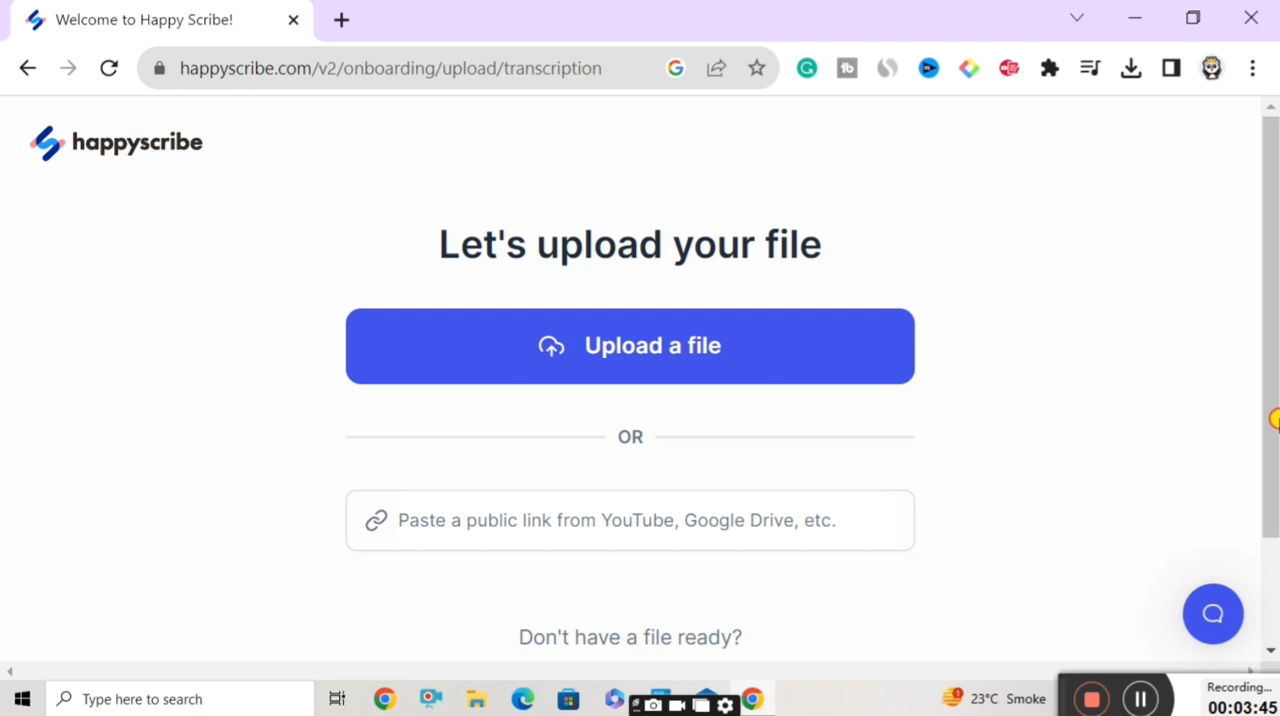 Welcome to Happy Scribe!
happyscribe.com/v2/onboarding/upload/transcription
happyscribe
Let's upload your file
Upload a file
OR
Paste a public link from YouTube, Google Drive, etc.
Don't have a file ready?
Type here to search
23°C Smoke
Recording...
00:03:45